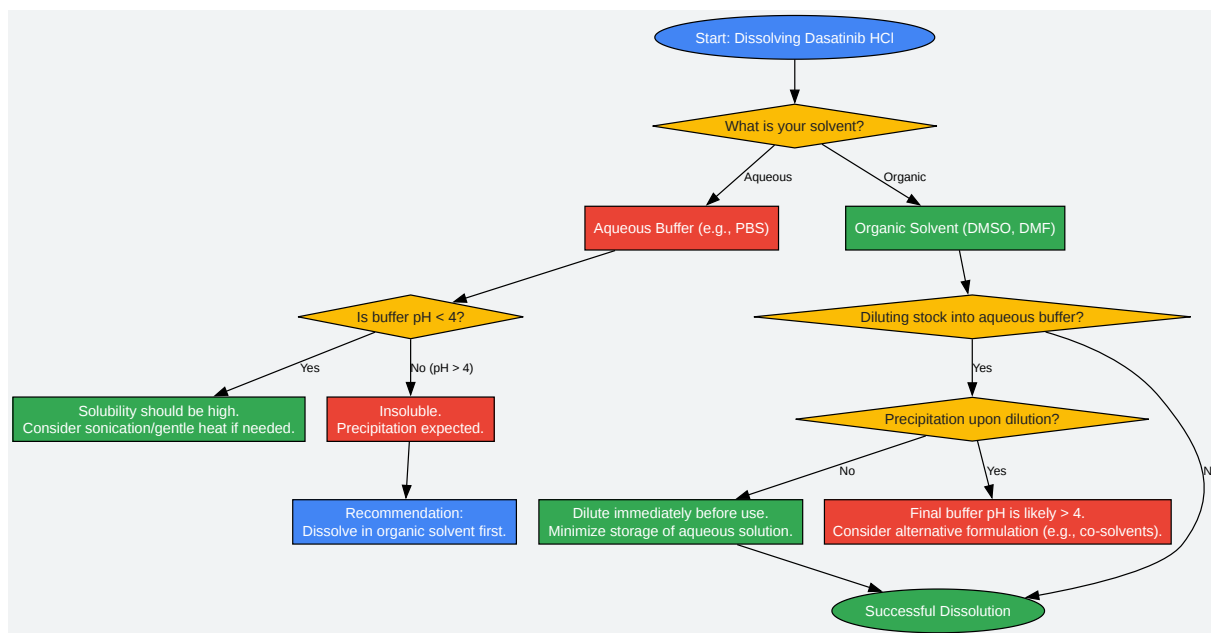 Start: Dissolving Dasatinib HCl
What is your solvent?
Aqueous
Organic
Aqueous Buffer (e.g., PBS)
Organic Solvent (DMSO, DMF)
Is buffer pH < 4?
Diluting stock into aqueous buffer?
Yes
No (pH > 4)
Yes
Solubility should be high.
Consider sonication/gentle heat if needed.
Insoluble.
Precipitation expected.
Precipitation upon dilution?
No
Yes
Recommendation:
Dissolve in organic solvent first.
Dilute immediately before use.
Minimize storage of aqueous solution.
Final buffer pH is likely > 4.
Consider alternative formulation (e.g., co-solvents).
Successful Dissolution